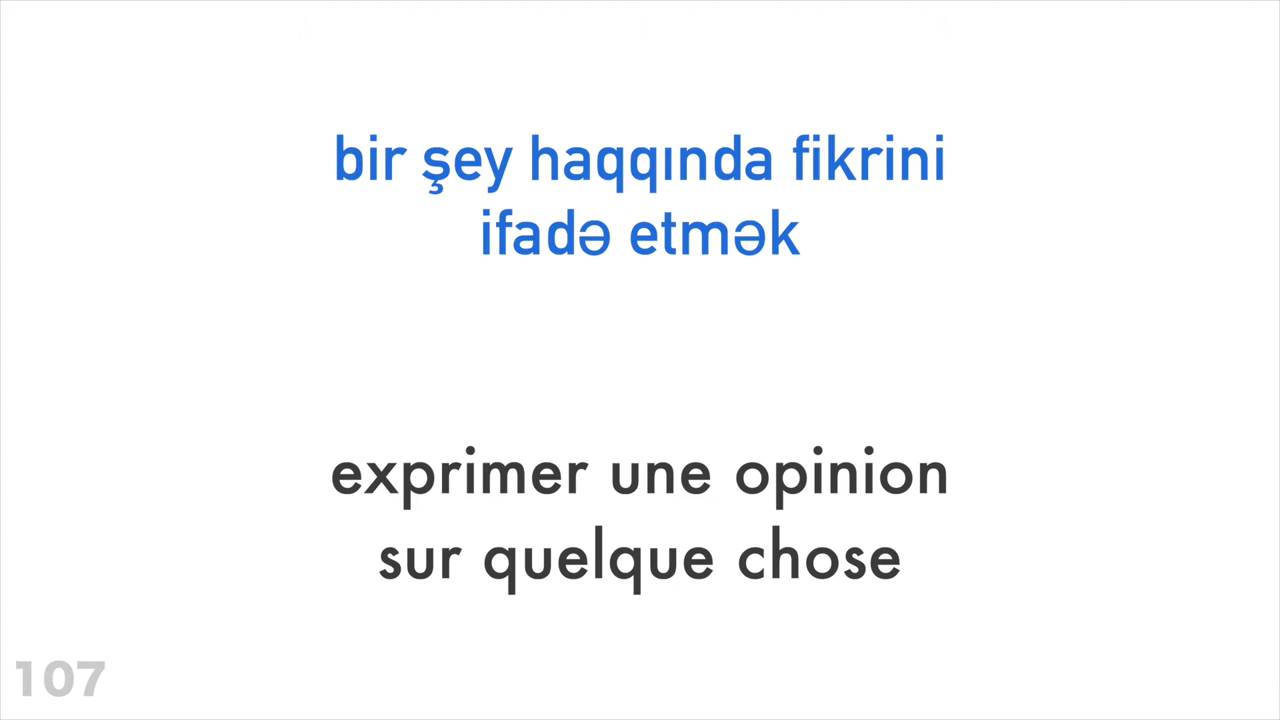 bir şey haqqında fikrini
ifadə etmək
exprimer une opinion
sur quelque chose
107